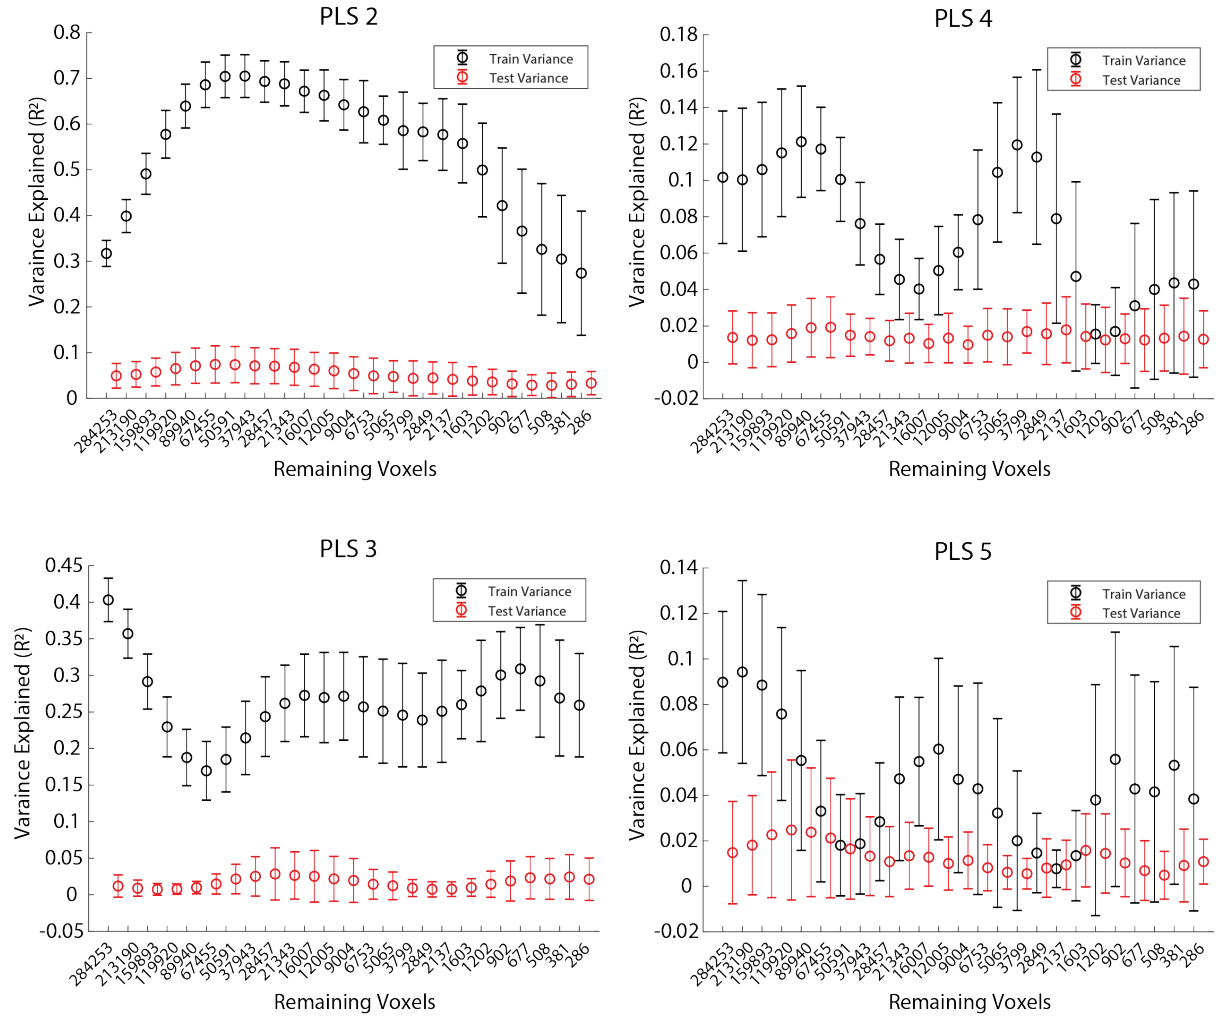 PLS 2
0.8
0.7
0.6
0.5
0.4
0.3
0.2
0.1
0
Varaince Explained (R²)
Train Variance
Test Variance
284253 213190 159893 119920 89940 67455 50591 37943 28457 21343 16007 12005 9004 6753 5065 3799 2849 2137 1603 1202 902 677 508 381 286
Remaining Voxels
PLS 4
0.18
0.16
0.14
0.12
0.1
0.08
0.06
0.04
0.02
0
-0.02
Varaince Explained (R²)
Train Variance
Test Variance
284253 213190 159893 119920 89940 67455 50591 37943 28457 21343 16007 12005 9004 6753 5065 3799 2849 2137 1603 1202 902 677 508 381 286
Remaining Voxels
PLS 3
0.45
0.4
0.35
0.3
0.25
0.2
0.15
0.1
0.05
0
-0.05
Varaince Explained (R²)
Train Variance
Test Variance
284253 213190 159893 119920 89940 67455 50591 37943 28457 21343 16007 12005 9004 6753 5065 3799 2849 2137 1603 1202 902 677 508 381 286
Remaining Voxels
PLS 5
0.14
0.12
0.1
0.08
0.06
0.04
0.02
0
-0.02
Varaince Explained (R²)
Train Variance
Test Variance
284253 213190 159893 119920 89940 67455 50591 37943 28457 21343 16007 12005 9004 6753 5065 3799 2849 2137 1603 1202 902 677 508 381 286
Remaining Voxels